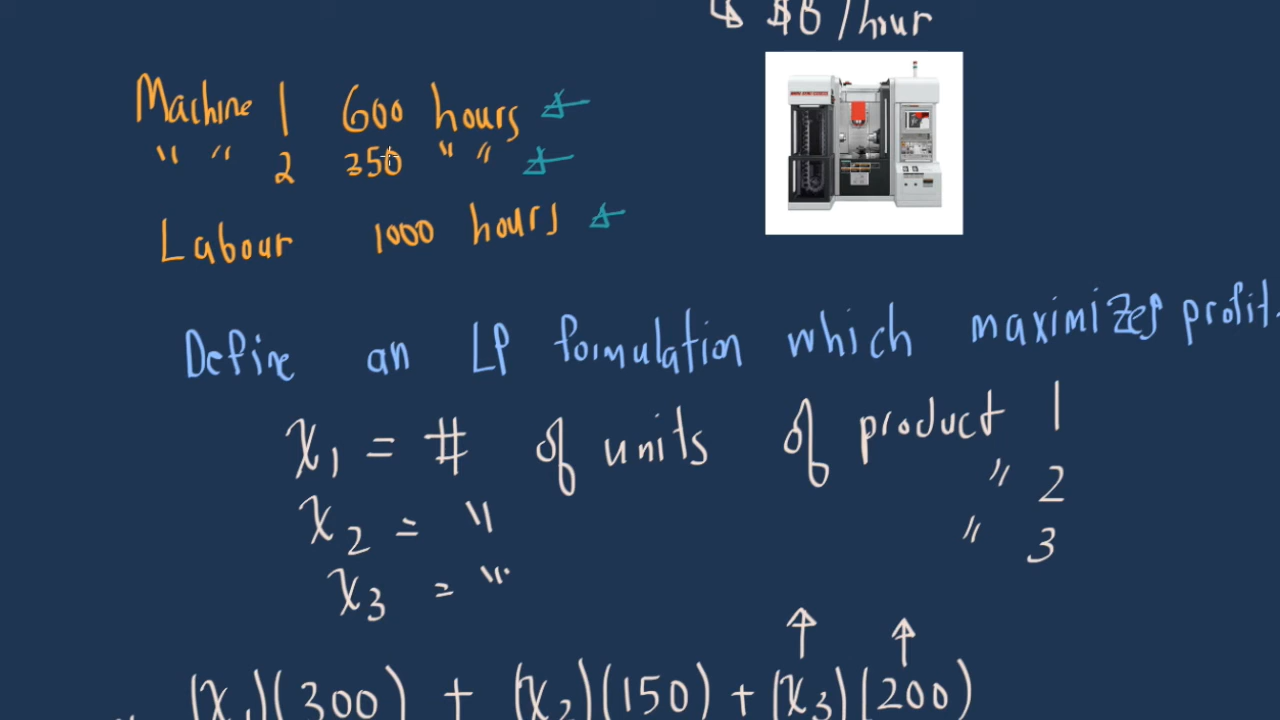 ↳ $6 / hour
Machine 1 600 hours
" " 2 350 " "
Labour 1000 hours
Define an LP formulation which maximizes profit.
x₁ = # of units of product 1
x₂ = " " 2
x₃ = " " 3
(x₁)(300) + (x₂)(150) + (x₃)(200)